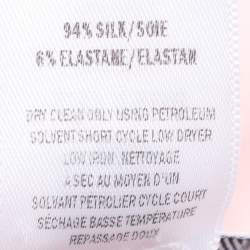 94% SILK/SOIE
6% ELASTANE/ELASTAN
DRY CLEAN ONLY USING PETROLEUM
SOLVENT SHORT CYCLE LOW DRYER
LOW IRON NETTOYAGE
A SEC AU MOYEN D'UN
SOLVANT PETROLIER CYCLE COURT
SÉCHAGE BASSE TEMPÉRATURE
REPASSAGE DOUX